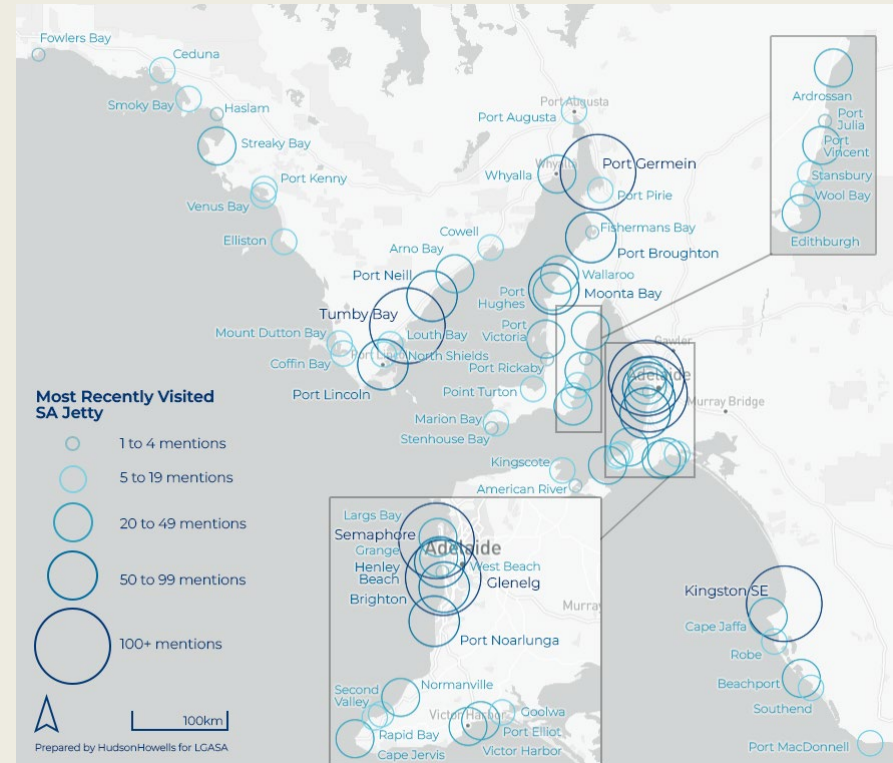 Fowlers Bay
Ceduna
Smoky Bay
Haslam
Streaky Bay
Port Kenny
Venus Bay
Elliston
Port Augusta
Port Augusta
Whyalla
Whyalla
Port Germein
Port Pirie
Fishermans Bay
Port Broughton
Cowell
Arno Bay
Port Neill
Tumby Bay
Wallaroo
Port
Hughes
Moonta Bay
Mount Dutton Bay
Louth Bay
Coffin Bay
North Shields
Port Lincoln
Port
Victoria
Port Rickaby
Point Turton
Marion Bay
Stenhouse Bay
Kingscote
American River
Gawler
Adelaide
Murray Bridge
Ardrossan
Port
Julia
Port
Vincent
Stansbury
Wool Bay
Edithburgh
Most Recently Visited
SA Jetty
1 to 4 mentions
5 to 19 mentions
20 to 49 mentions
50 to 99 mentions
100+ mentions
100km
Prepared by HudsonHowells for LGASA
Largs Bay
Semaphore
Adelaide
Grange
West Beach
Henley
Beach
Glenelg
Brighton
Murray
Port Noarlunga
Second
Valley
Normanville
Victor Harbor
Goolwa
Rapid Bay
Port Elliot
Cape Jervis
Victor Harbor
Kingston SE
Cape Jaffa
Robe
Beachport
Southend
Port MacDonnell